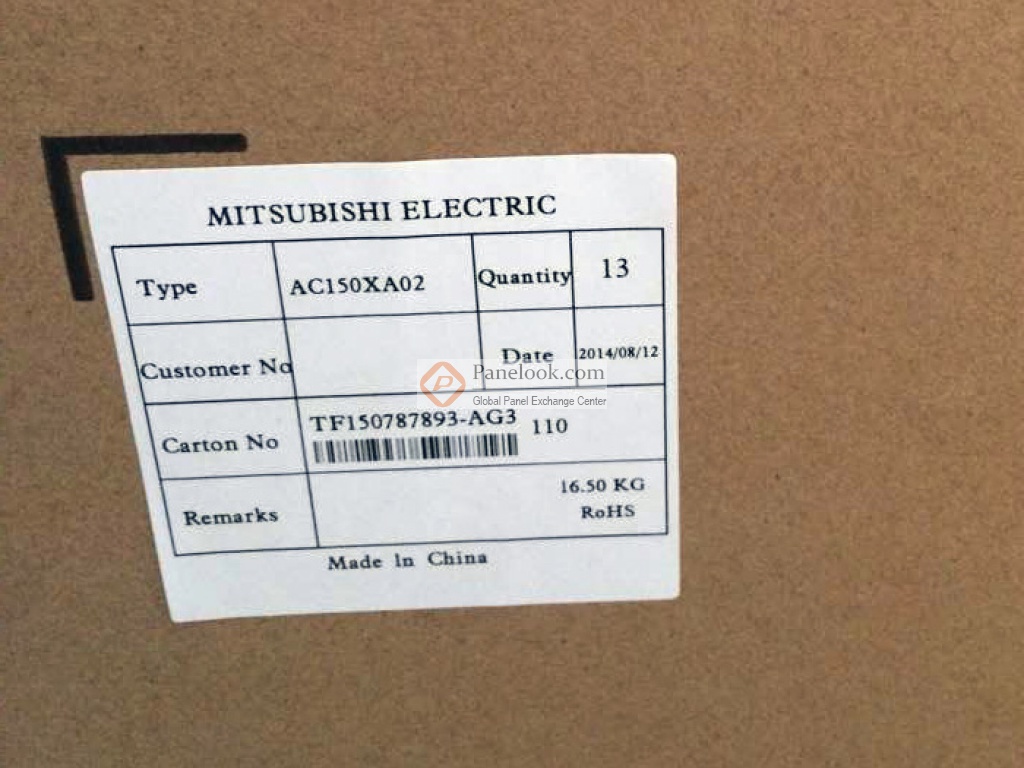 MITSUBISHI ELECTRIC
Type AC150XA02 Quantity 13
Customer No Date 2014/08/12
Panelook.com
Global Panel Exchange Center
Carton No TF150787893-AG3 110
Remarks 16.50 KG
RoHS
Made In China